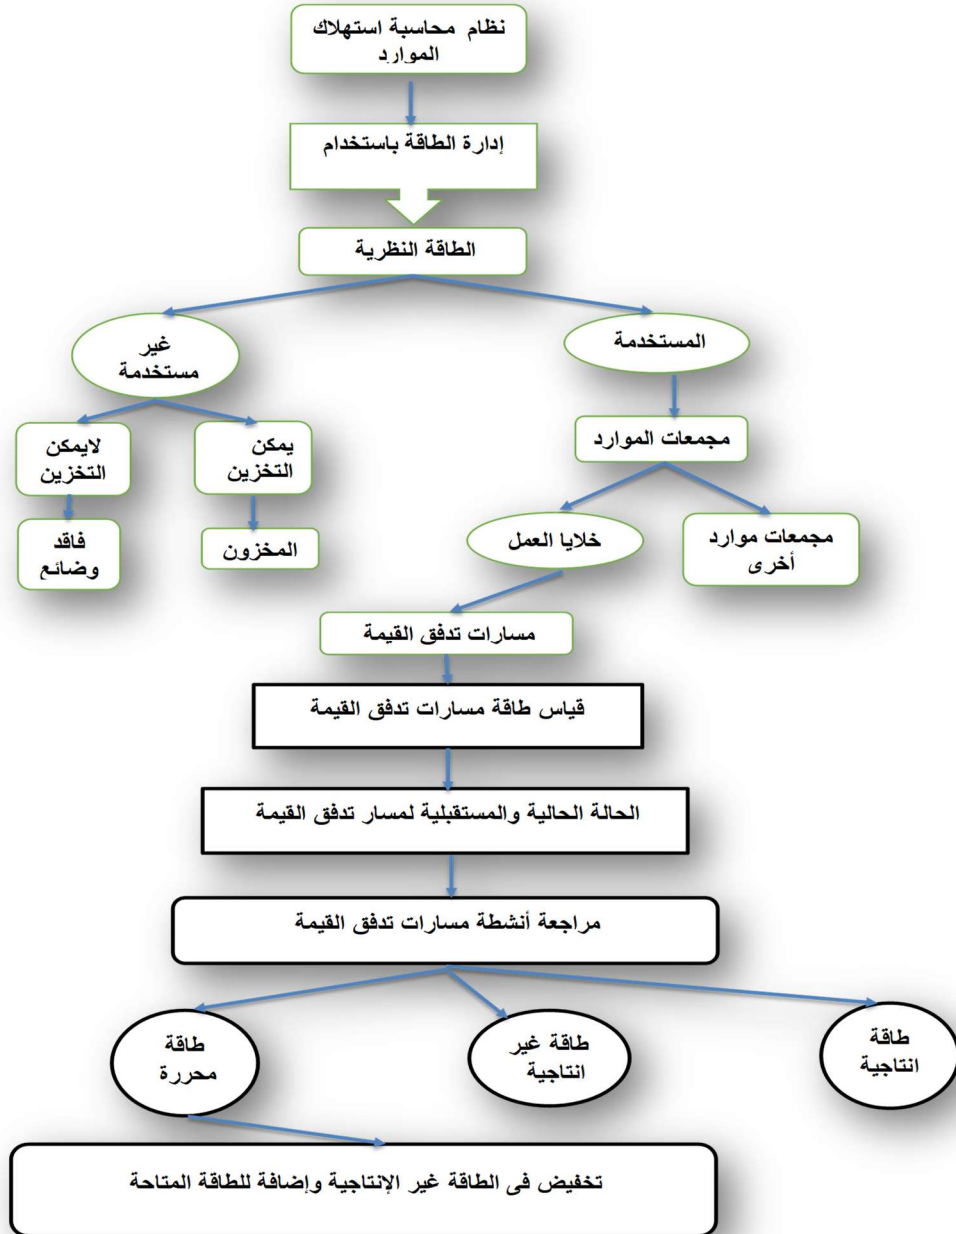 نظام محاسبة استهلاك
الموارد
إدارة الطاقة باستخدام
الطاقة النظرية
المستخدمة
غير
مستخدمة
مجمعات الموارد
يمكن
التخزين
لايمكن
التخزين
مجمعات موارد
أخرى
خلايا العمل
المخزون
فاقد
وضائع
مسارات تدفق القيمة
قياس طاقة مسارات تدفق القيمة
الحالة الحالية والمستقبلية لمسار تدفق القيمة
مراجعة أنشطة مسارات تدفق القيمة
طاقة
انتاجية
طاقة غير
انتاجية
طاقة
محررة
تخفيض فى الطاقة غير الإنتاجية وإضافة للطاقة المتاحة